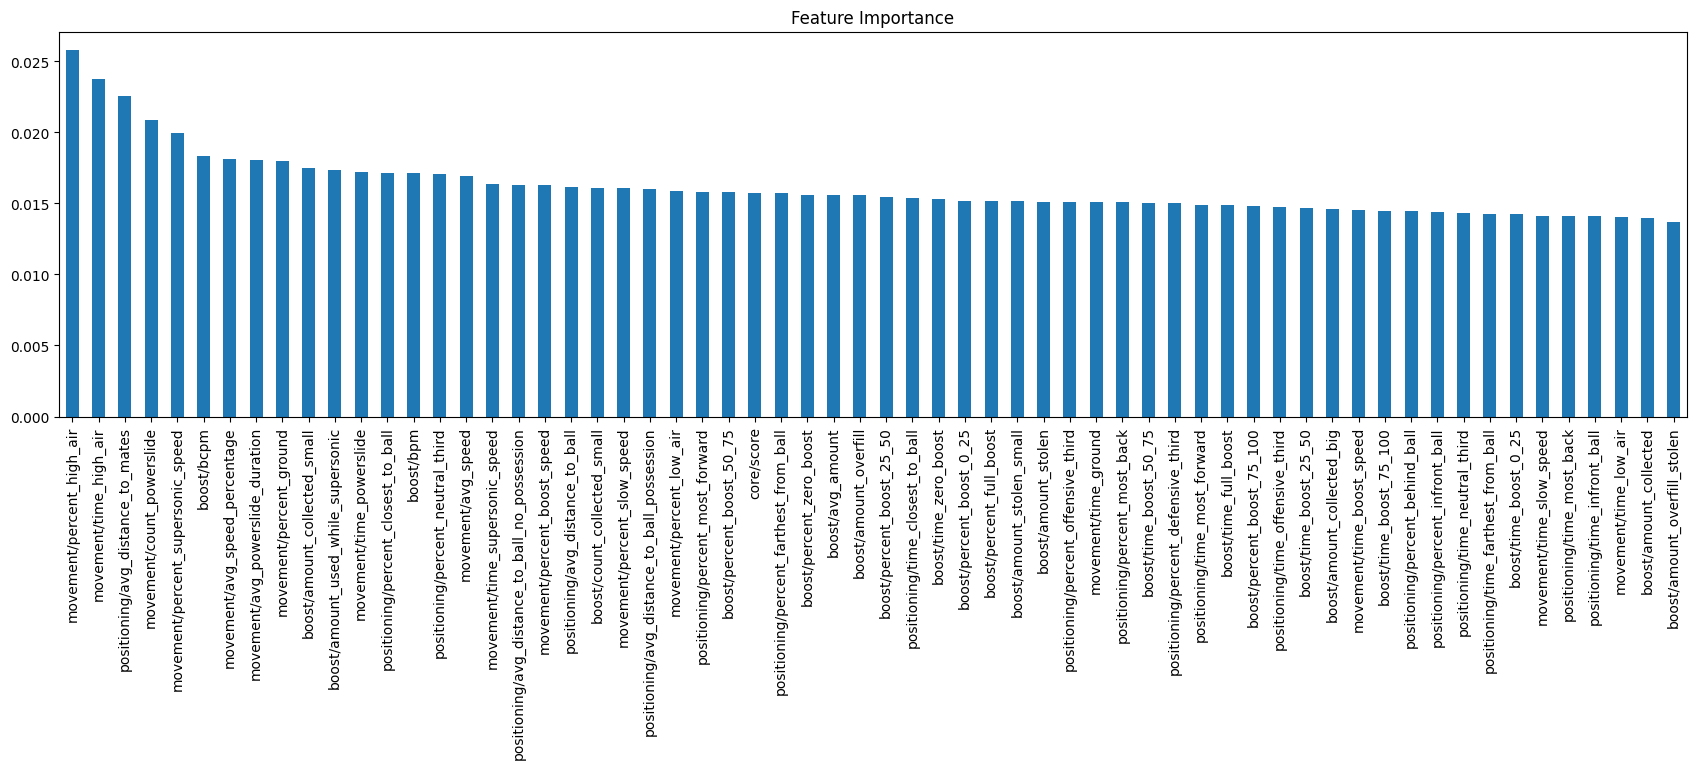 Feature Importance
0.025
0.020
0.015
0.010
0.005
0.000
movement/percent_high_air
movement/time_high_air
positioning/avg_distance_to_mates
movement/count_powerslide
movement/percent_supersonic_speed
boost/bcpm
movement/avg_speed_percentage
movement/avg_powerslide_duration
movement/percent_ground
boost/amount_collected_small
boost/amount_used_while_supersonic
movement/time_powerslide
positioning/percent_closest_to_ball
boost/bpm
positioning/percent_neutral_third
movement/avg_speed
movement/time_supersonic_speed
positioning/avg_distance_to_ball_no_possession
movement/percent_boost_speed
positioning/avg_distance_to_ball
boost/count_collected_small
movement/percent_slow_speed
positioning/avg_distance_to_ball_possession
movement/percent_low_air
positioning/percent_most_forward
boost/percent_boost_50_75
core/score
positioning/percent_farthest_from_ball
boost/percent_zero_boost
boost/avg_amount
boost/amount_overfill
boost/percent_boost_25_50
positioning/time_closest_to_ball
boost/time_zero_boost
boost/percent_boost_0_25
boost/percent_full_boost
boost/amount_stolen_small
boost/amount_stolen
positioning/percent_offensive_third
movement/time_ground
positioning/percent_most_back
boost/time_boost_50_75
positioning/percent_defensive_third
positioning/time_most_forward
boost/time_full_boost
boost/percent_boost_75_100
positioning/time_offensive_third
boost/time_boost_25_50
boost/amount_collected_big
movement/time_boost_speed
boost/time_boost_75_100
positioning/percent_behind_ball
positioning/percent_infront_ball
positioning/time_neutral_third
positioning/time_farthest_from_ball
boost/time_boost_0_25
movement/time_slow_speed
positioning/time_most_back
positioning/time_infront_ball
movement/time_low_air
boost/amount_collected
boost/amount_overfill_stolen